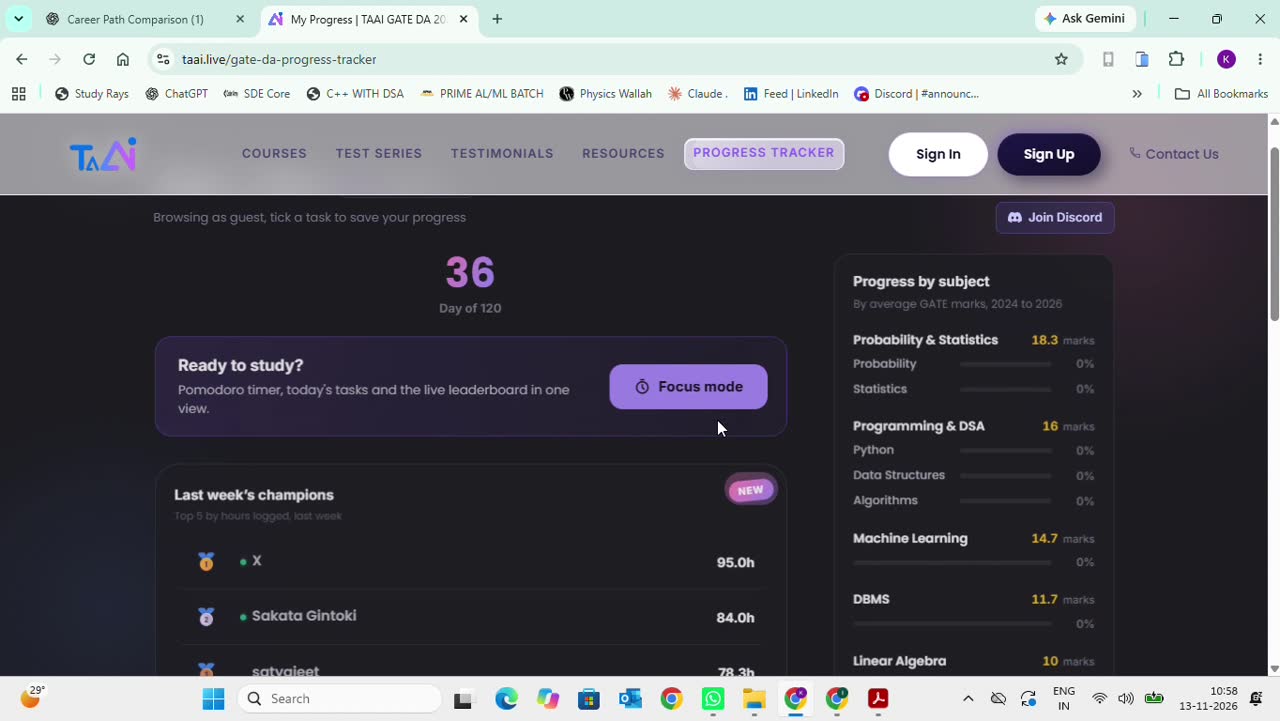 Career Path Comparison (1)
My Progress | TAAI GATE DA 20
Ask Gemini
taai.live/gate-da-progress-tracker
K
Study Rays
ChatGPT
SDE Core
C++ WITH DSA
PRIME AL/ML BATCH
Physics Wallah
Claude .
Feed | LinkedIn
Discord | #announc...
All Bookmarks
TAAi
COURSES
TEST SERIES
TESTIMONIALS
RESOURCES
PROGRESS TRACKER
Sign In
Sign Up
Contact Us
Browsing as guest, tick a task to save your progress
Join Discord
36
Day of 120
Ready to study?
Pomodoro timer, today's tasks and the live leaderboard in one
view.
Focus mode
Last week's champions
Top 5 by hours logged, last week
NEW
1
X
95.0h
2
Sakata Gintoki
84.0h
satyajeet
78.3h
Progress by subject
By average GATE marks, 2024 to 2026
Probability & Statistics 18.3 marks
Probability 0%
Statistics 0%
Programming & DSA 16 marks
Python 0%
Data Structures 0%
Algorithms 0%
Machine Learning 14.7 marks
0%
DBMS 11.7 marks
0%
Linear Algebra 10 marks
29°
Search
ENG
IN
10:58
13-11-2026